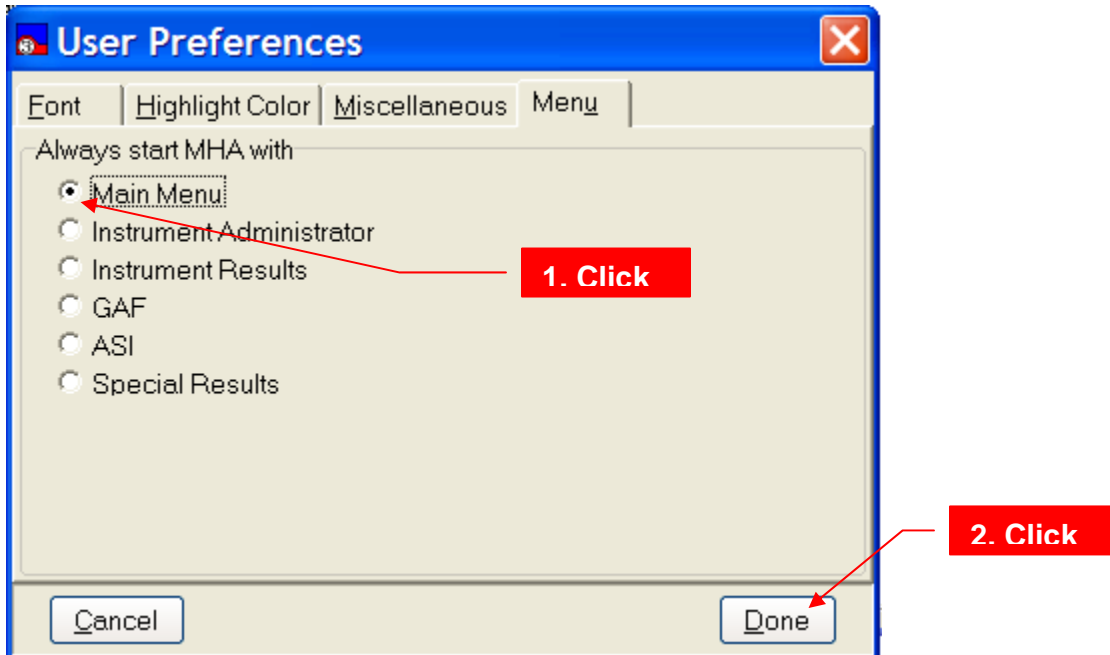 User Preferences
Font Highlight Color Miscellaneous Menu
Always start MHA with
Main Menu
Instrument Administrator
Instrument Results
1. Click
GAF
ASI
Special Results
2. Click
Cancel Done